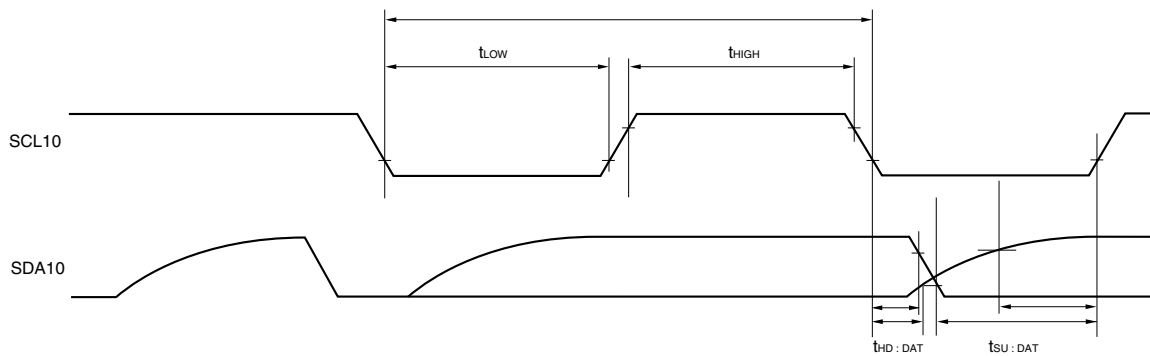 tLOW
tHIGH
SCL10
SDA10
tHD : DAT
tSU : DAT